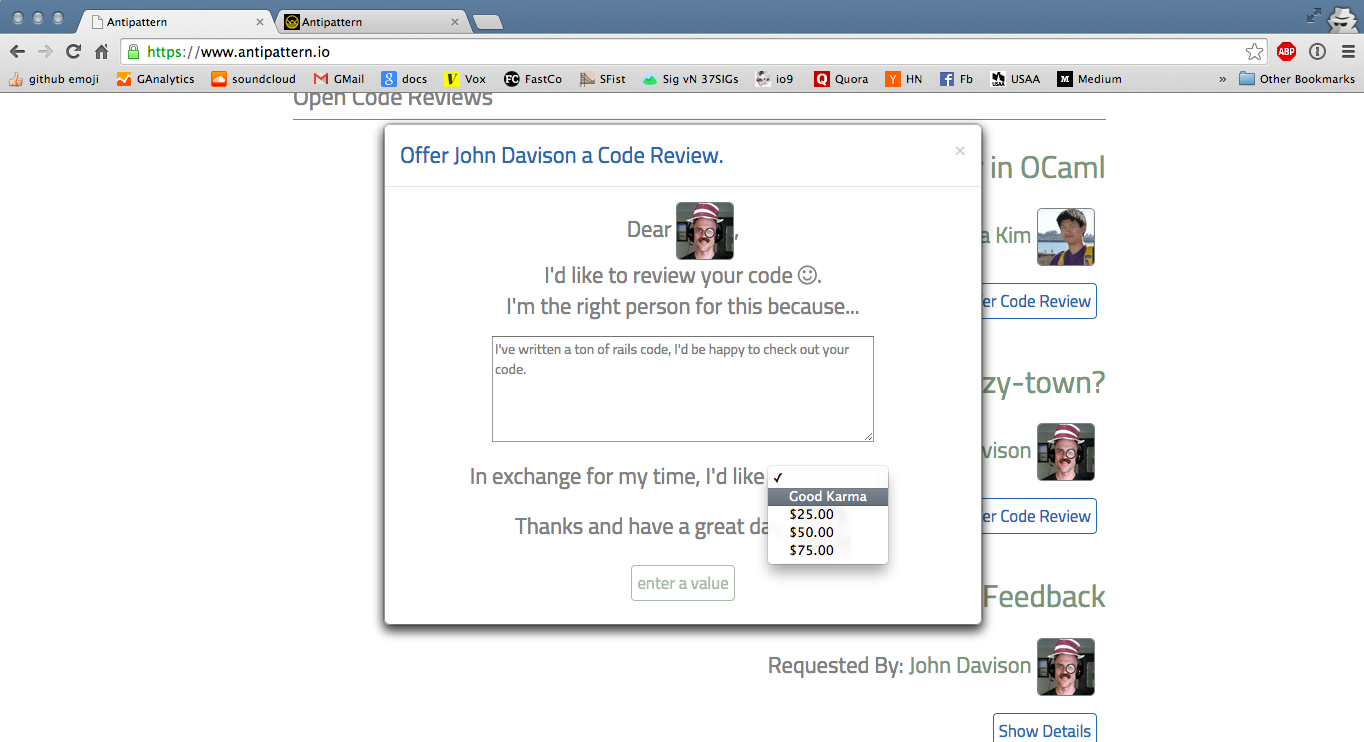 Antipattern
Antipattern
https://www.antipattern.io
ABP
github emoji
GAnalytics
soundcloud
GMail
docs
Vox
FastCo
SFist
Sig vN 37SIGs
io9
Quora
HN
Fb
USAA
Medium
»
Other Bookmarks
Open Code Reviews
Offer John Davison a Code Review.
×
in OCaml
Dear ,
a Kim
I'd like to review your code ☺.
er Code Review
I'm the right person for this because...
I've written a ton of rails code, I'd be happy to check out your
code.
zy-town?
vison
In exchange for my time, I'd like
✓
Good Karma
$25.00
$50.00
$75.00
er Code Review
Thanks and have a great da
enter a value
Feedback
Requested By: John Davison
Show Details